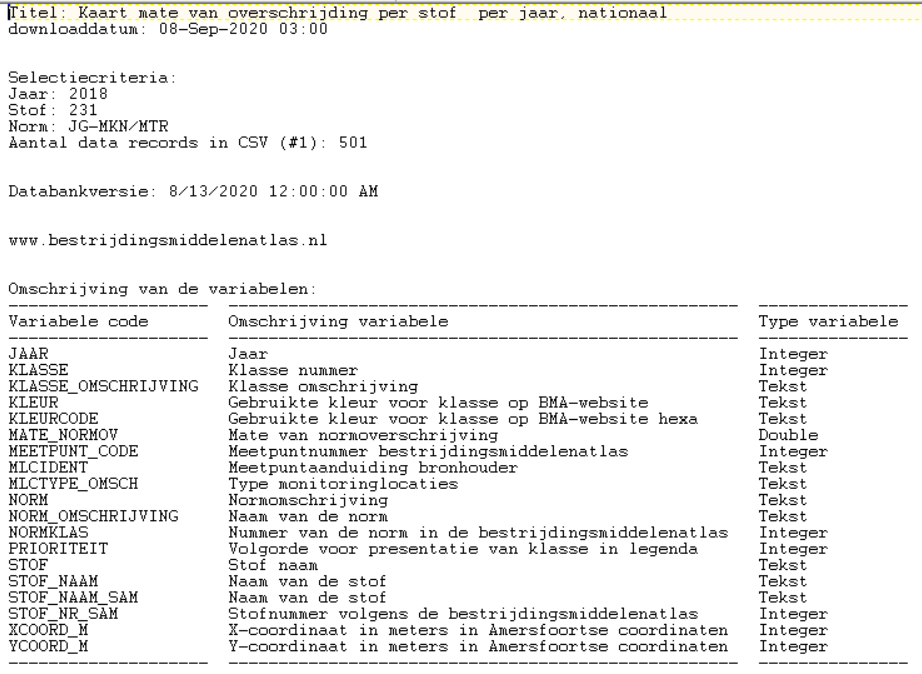 Titel: Kaart mate van overschrijding per stof  per jaar, nationaal
downloaddatum: 08-Sep-2020 03:00
Selectiecriteria:
Jaar: 2018
Stof: 231
Norm: JG-MKN/MTR
Aantal data records in CSV (#1): 501
Databankversie: 8/13/2020 12:00:00 AM
www.bestrijdingsmiddelenatlas.nl
Omschrijving van de variabelen:
--------------------  ---------------------------------------------------  ---------------
Variabele code        Omschrijving variabele                               Type variabele
--------------------  ---------------------------------------------------  ---------------
JAAR                  Jaar                                                 Integer
KLASSE                Klasse nummer                                        Integer
KLASSE_OMSCHRIJVING   Klasse omschrijving                                  Tekst
KLEUR                 Gebruikte kleur voor klasse op BMA-website           Tekst
KLEURCODE             Gebruikte kleur voor klasse op BMA-website hexa      Tekst
MATE_NORMOV           Mate van normoverschrijving                          Double
MEETPUNT_CODE         Meetpuntnummer bestrijdingsmiddelenatlas             Integer
MLCIDENT              Meetpuntaanduiding bronhouder                        Tekst
MLCTYPE_OMSCH         Type monitoringlocaties                              Tekst
NORM                  Normomschrijving                                     Tekst
NORM_OMSCHRIJVING     Naam van de norm                                     Tekst
NORMKLAS              Nummer van de norm in de bestrijdingsmiddelenatlas   Integer
PRIORITEIT            Volgorde voor presentatie van klasse in legenda      Integer
STOF                  Stof naam                                            Tekst
STOF_NAAM             Naam van de stof                                     Tekst
STOF_NAAM_SAM         Naam van de stof                                     Tekst
STOF_NR_SAM           Stofnummer volgens de bestrijdingsmiddelenatlas      Integer
XCOORD_M              X-coordinaat in meters in Amersfoortse coordinaten   Integer
YCOORD_M              Y-coordinaat in meters in Amersfoortse coordinaten   Integer
--------------------  ---------------------------------------------------  ---------------